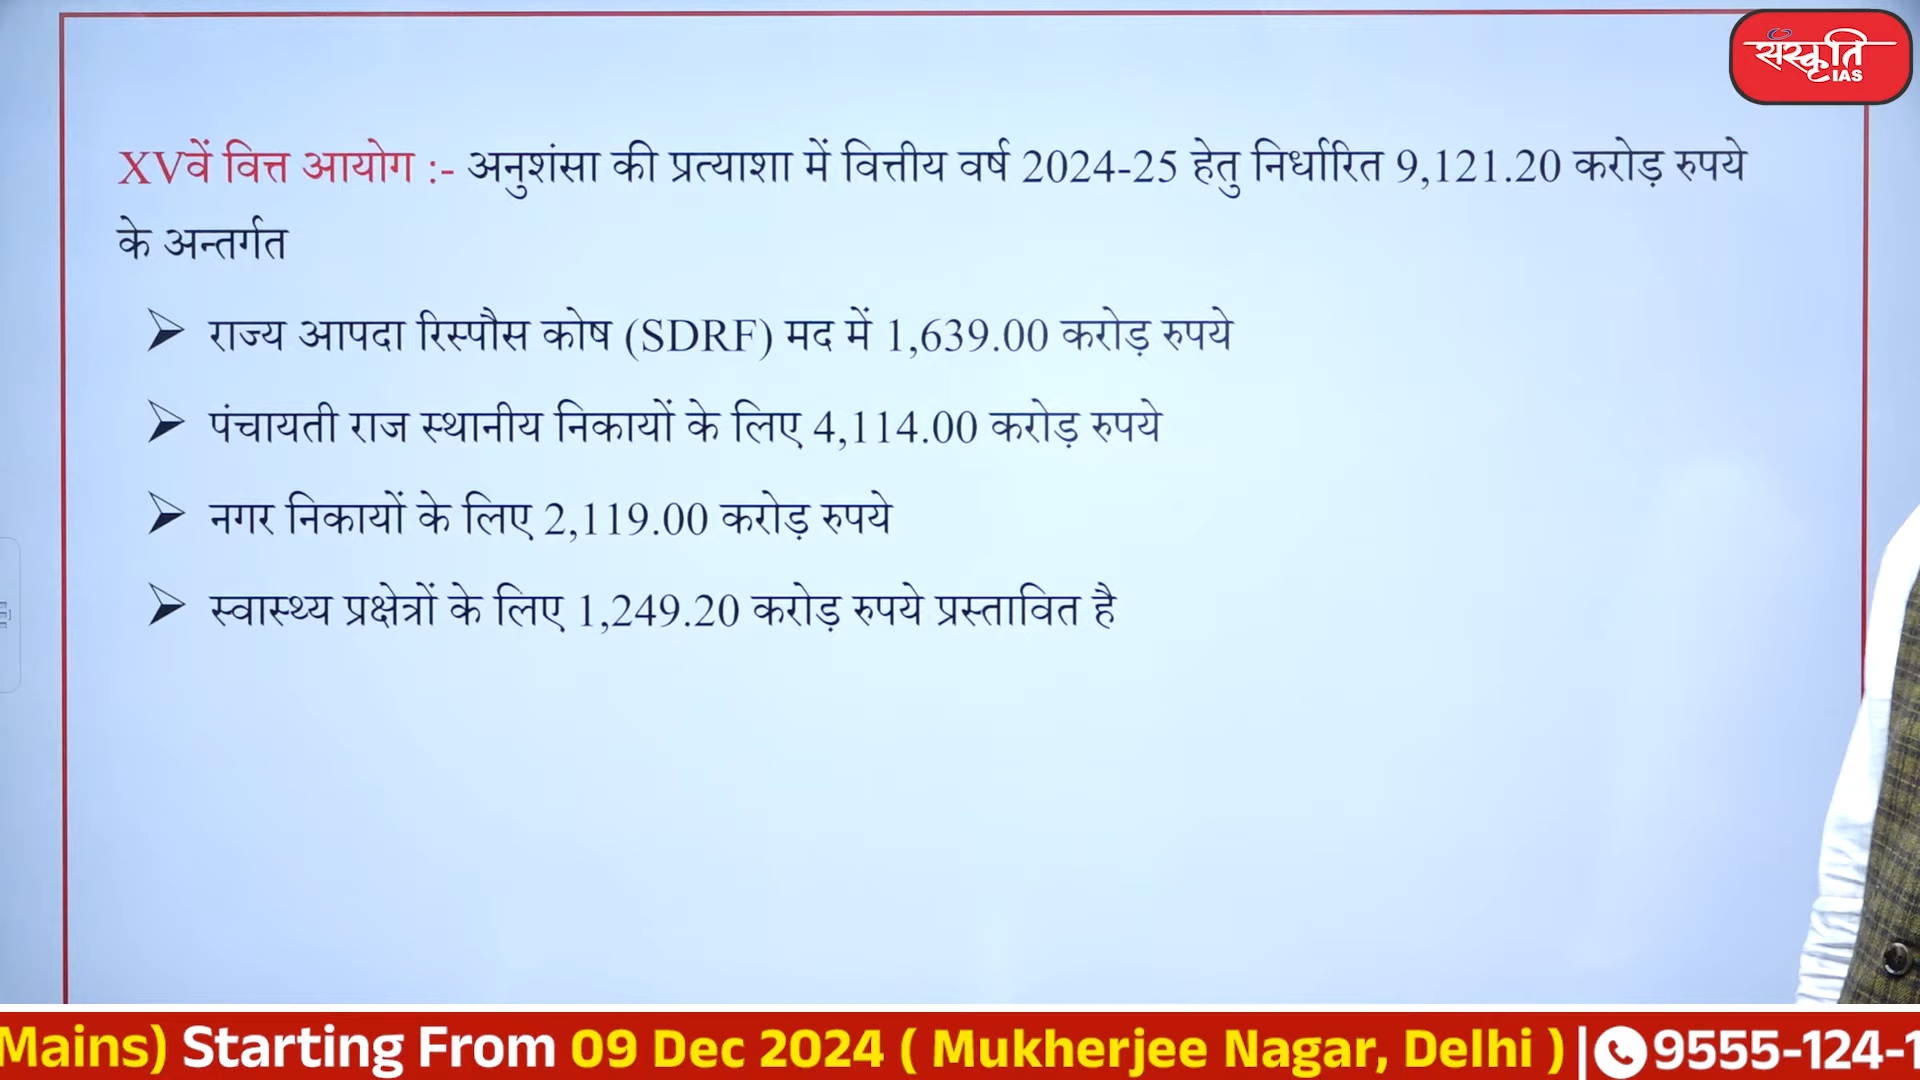 संस्कृति
IAS
XVवें वित्त आयोग :- अनुशंसा की प्रत्याशा में वित्तीय वर्ष 2024-25 हेतु निर्धारित 9,121.20 करोड़ रुपये
के अन्तर्गत
राज्य आपदा रिस्पौस कोष (SDRF) मद में 1,639.00 करोड़ रुपये
पंचायती राज स्थानीय निकायों के लिए 4,114.00 करोड़ रुपये
नगर निकायों के लिए 2,119.00 करोड़ रुपये
स्वास्थ्य प्रक्षेत्रों के लिए 1,249.20 करोड़ रुपये प्रस्तावित है
Mains) Starting From 09 Dec 2024 ( Mukherjee Nagar, Delhi ) | 9555-124-1